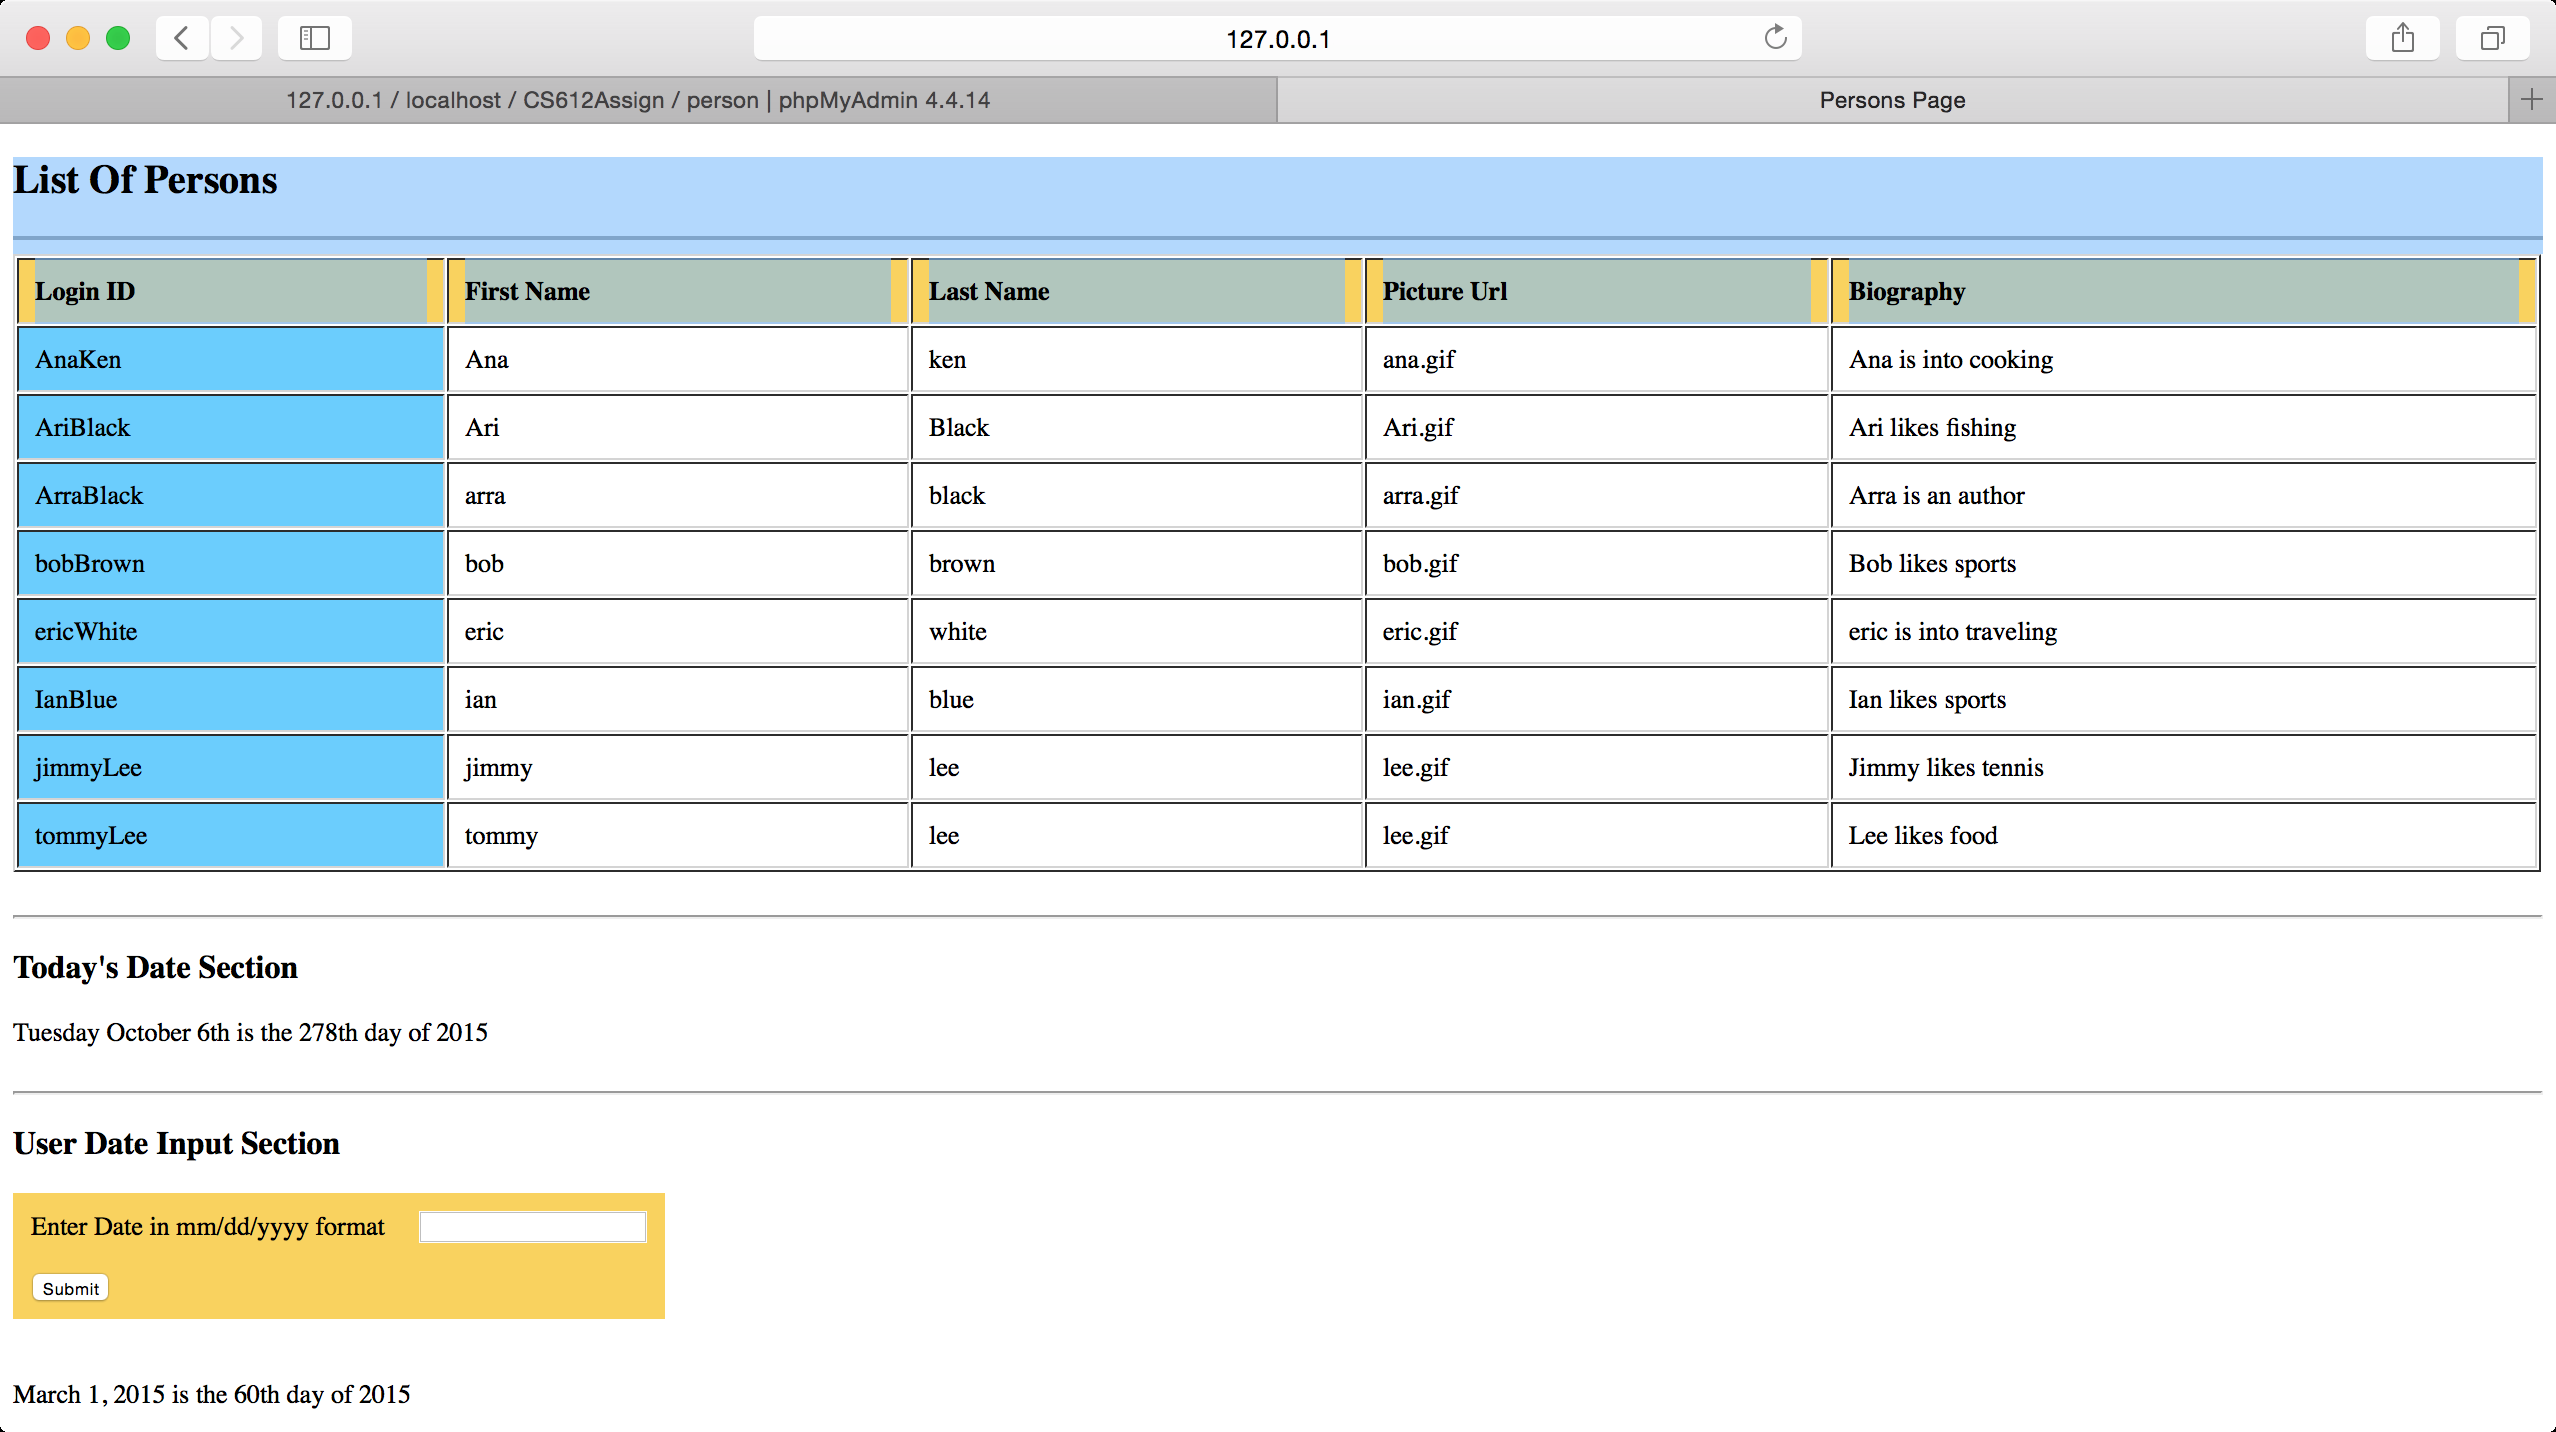 127.0.0.1
127.0.0.1 / localhost / CS612Assign / person | phpMyAdmin 4.4.14 Persons Page
List Of Persons
Login ID First Name Last Name Picture Url Biography
AnaKen Ana ken ana.gif Ana is into cooking
AriBlack Ari Black Ari.gif Ari likes fishing
ArraBlack arra black arra.gif Arra is an author
bobBrown bob brown bob.gif Bob likes sports
ericWhite eric white eric.gif eric is into traveling
IanBlue ian blue ian.gif Ian likes sports
jimmyLee jimmy lee lee.gif Jimmy likes tennis
tommyLee tommy lee lee.gif Lee likes food
Today's Date Section
Tuesday October 6th is the 278th day of 2015
User Date Input Section
Enter Date in mm/dd/yyyy format
Submit
March 1, 2015 is the 60th day of 2015